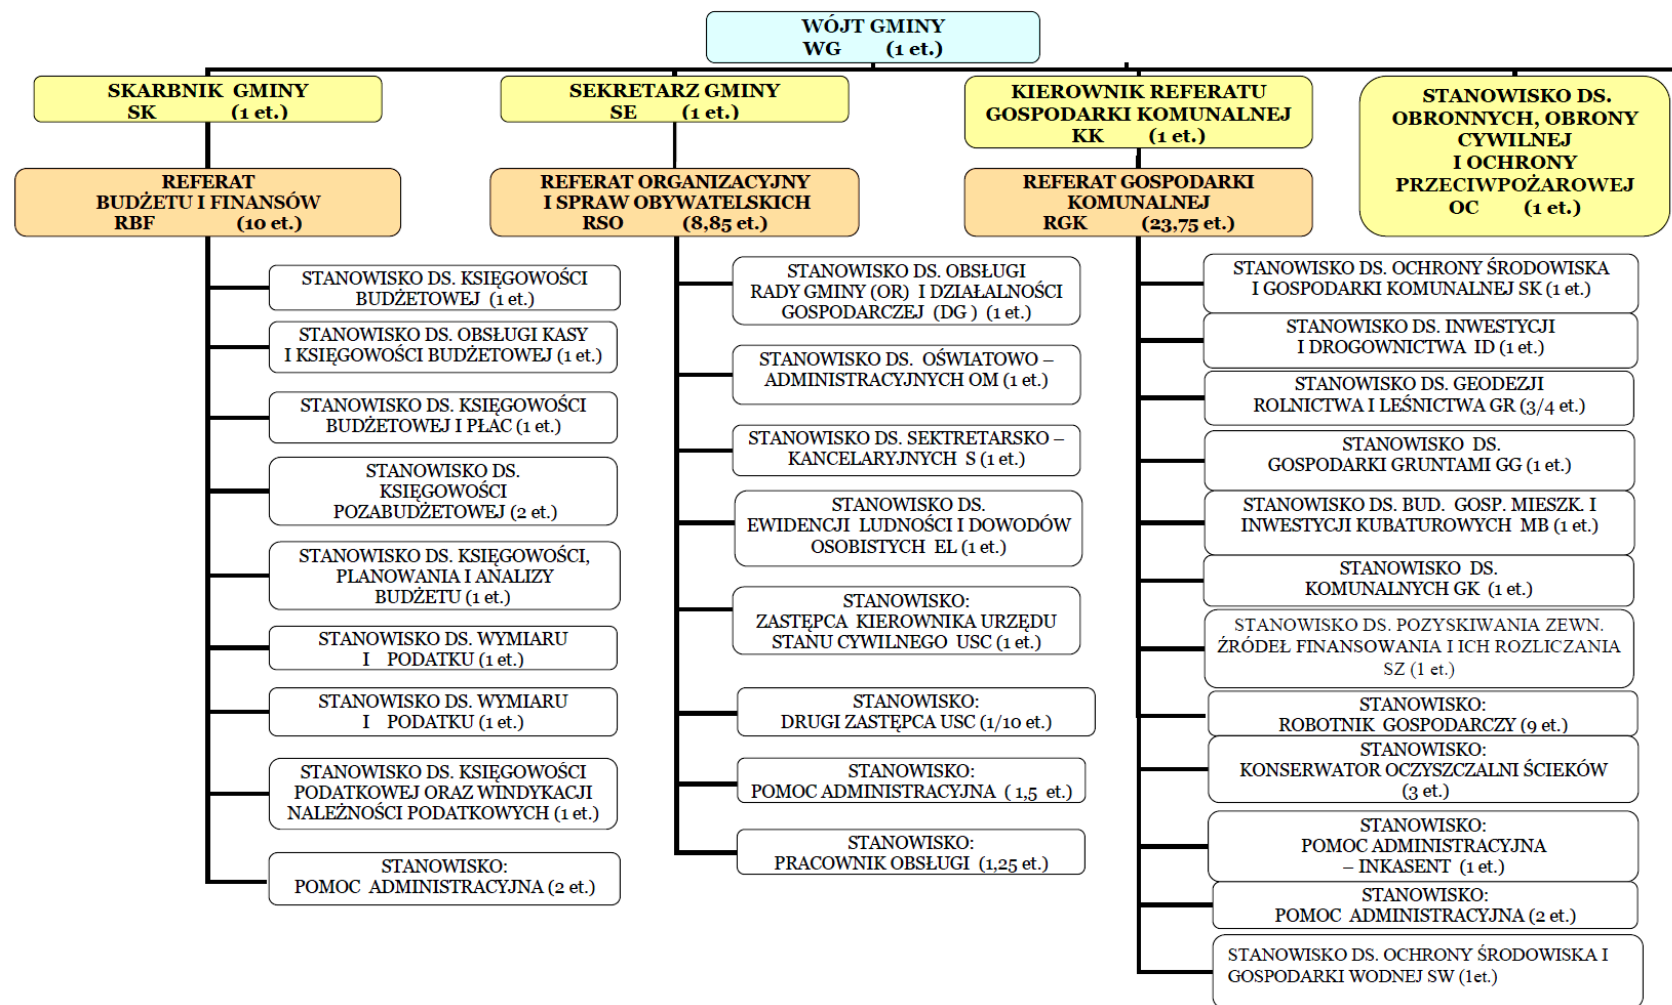 WÓJT GMINY
WG (1 et.)
SKARBNIK GMINY
SK (1 et.)
SEKRETARZ GMINY
SE (1 et.)
KIEROWNIK REFERATU
GOSPODARKI KOMUNALNEJ
KK (1 et.)
STANOWISKO DS.
OBRONNYCH, OBRONY
CYWILNEJ
I OCHRONY
PRZECIWPOŻAROWEJ
OC (1 et.)
REFERAT
BUDŻETU I FINANSÓW
RBF (10 et.)
REFERAT ORGANIZACYJNY
I SPRAW OBYWATELSKICH
RSO (8,85 et.)
REFERAT GOSPODARKI
KOMUNALNEJ
RGK (23,75 et.)
STANOWISKO DS. KSIĘGOWOŚCI
BUDŻETOWEJ (1 et.)
STANOWISKO DS. OBSŁUGI KASY
I KSIĘGOWOŚCI BUDŻETOWEJ (1 et.)
STANOWISKO DS. KSIĘGOWOŚCI
BUDŻETOWEJ I PŁAC (1 et.)
STANOWISKO DS.
KSIĘGOWOŚCI
POZABUDŻETOWEJ (2 et.)
STANOWISKO DS. KSIĘGOWOŚCI,
PLANOWANIA I ANALIZY
BUDŻETU (1 et.)
STANOWISKO DS. WYMIARU
I PODATKU (1 et.)
STANOWISKO DS. WYMIARU
I PODATKU (1 et.)
STANOWISKO DS. KSIĘGOWOŚCI
PODATKOWEJ ORAZ WINDYKACJI
NALEŻNOŚCI PODATKOWYCH (1 et.)
STANOWISKO:
POMOC ADMINISTRACYJNA (2 et.)
STANOWISKO DS. OBSŁUGI
RADY GMINY (OR) I DZIAŁALNOŚCI
GOSPODARCZEJ (DG ) (1 et.)
STANOWISKO DS. OŚWIATOWO –
ADMINISTRACYJNYCH OM (1 et.)
STANOWISKO DS. SEKTRETARSKO –
KANCELARYJNYCH S (1 et.)
STANOWISKO DS.
EWIDENCJI LUDNOŚCI I DOWODÓW
OSOBISTYCH EL (1 et.)
STANOWISKO:
ZASTĘPCA KIEROWNIKA URZĘDU
STANU CYWILNEGO USC (1 et.)
STANOWISKO:
DRUGI ZASTĘPCA USC (1/10 et.)
STANOWISKO:
POMOC ADMINISTRACYJNA ( 1,5 et.)
STANOWISKO:
PRACOWNIK OBSŁUGI (1,25 et.)
STANOWISKO DS. OCHRONY ŚRODOWISKA
I GOSPODARKI KOMUNALNEJ SK (1 et.)
STANOWISKO DS. INWESTYCJI
I DROGOWNICTWA ID (1 et.)
STANOWISKO DS. GEODEZJI
ROLNICTWA I LEŚNICTWA GR (3/4 et.)
STANOWISKO DS.
GOSPODARKI GRUNTAMI GG (1 et.)
STANOWISKO DS. BUD. GOSP. MIESZK. I
INWESTYCJI KUBATUROWYCH MB (1 et.)
STANOWISKO DS.
KOMUNALNYCH GK (1 et.)
STANOWISKO DS. POZYSKIWANIA ZEWN.
ŹRÓDEŁ FINANSOWANIA I ICH ROZLICZANIA
SZ (1 et.)
STANOWISKO:
ROBOTNIK GOSPODARCZY (9 et.)
STANOWISKO:
KONSERWATOR OCZYSZCZALNI ŚCIEKÓW
(3 et.)
STANOWISKO:
POMOC ADMINISTRACYJNA
– INKASENT (1 et.)
STANOWISKO:
POMOC ADMINISTRACYJNA (2 et.)
STANOWISKO DS. OCHRONY ŚRODOWISKA I
GOSPODARKI WODNEJ SW (1et.)